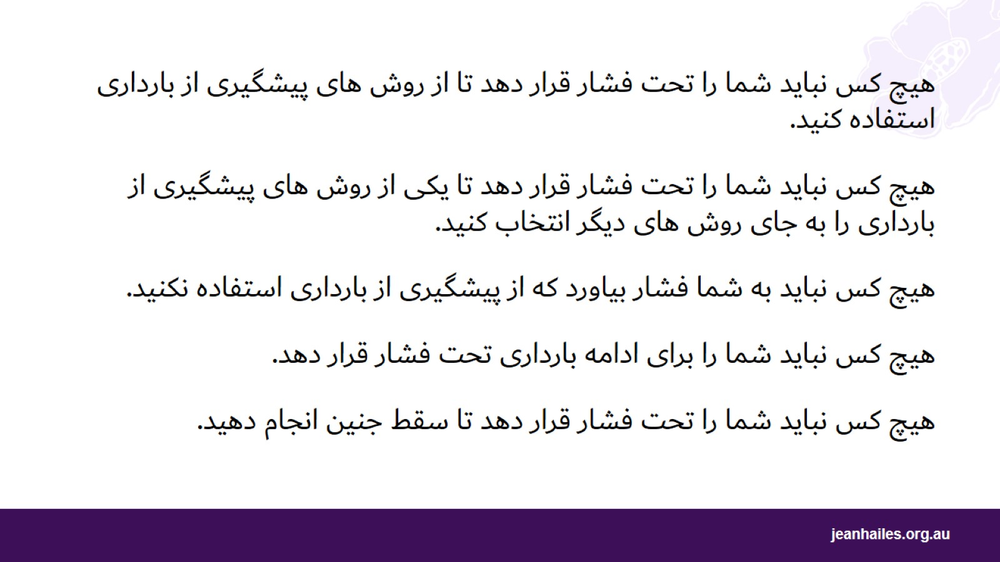 هیچ کس نباید شما را تحت فشار قرار دهد تا از روش های پیشگیری از بارداری
استفاده کنید.
هیچ کس نباید شما را تحت فشار قرار دهد تا یکی از روش های پیشگیری از
بارداری را به جای روش های دیگر انتخاب کنید.
هیچ کس نباید به شما فشار بیاورد که از پیشگیری از بارداری استفاده نکنید.
هیچ کس نباید شما را برای ادامه بارداری تحت فشار قرار دهد.
هیچ کس نباید شما را تحت فشار قرار دهد تا سقط جنین انجام دهید.
jeanhailes.org.au